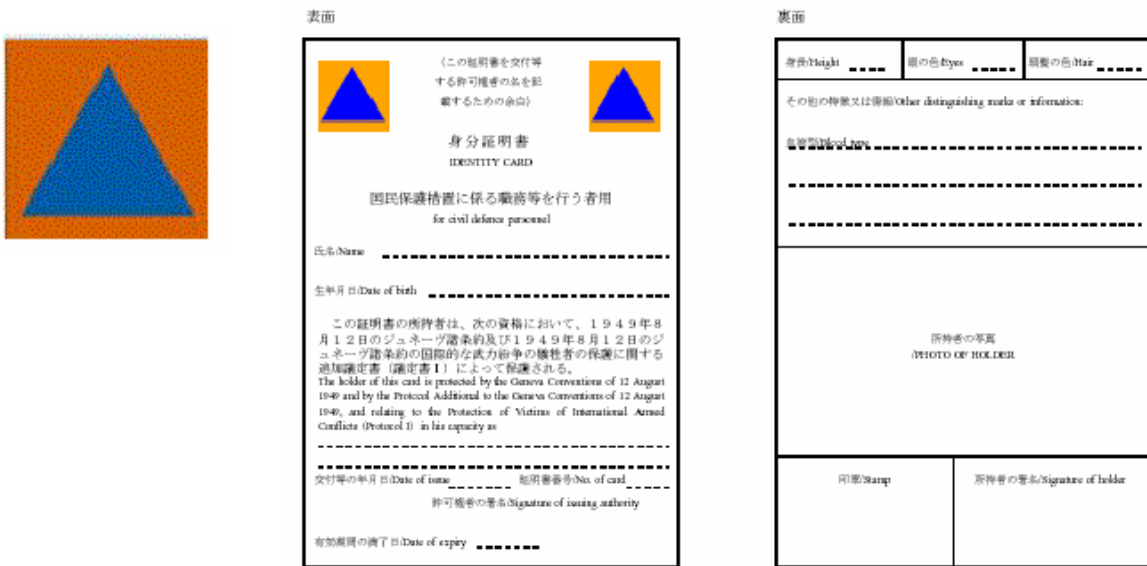 表面
(この証明書を交付等
する許可権者の名を記
載するための余白)
身分証明書
IDENTITY CARD
国民保護措置に係る職務等を行う者用
for civil defence personnel
氏名/Name
生年月日/Date of birth
この証明書の所持者は、次の資格において、1949年8
月12日のジュネーヴ諸条約及び1949年8月12日のジ
ュネーヴ諸条約の国際的な武力紛争の犠牲者の保護に関する
追加議定書(議定書I)によって保護される。
The holder of this card is protected by the Geneva Conventions of 12 August
1949 and by the Protocol Additional to the Geneva Conventions of 12 August
1949, and relating to the Protection of Victims of International Armed
Conflicts (Protocol I) in his capacity as
交付等の年月日/Date of issue 証明書番号/No. of card
許可権者の署名/Signature of issuing authority
有効期間の満了日/Date of expiry
裏面
身長/Height 眼の色/Eyes 頭髪の色/Hair
その他の特徴又は情報/Other distinguishing marks or information:
血液型/Blood type
所持者の写真
/PHOTO OF HOLDER
印章/Stamp 所持者の署名/Signature of holder